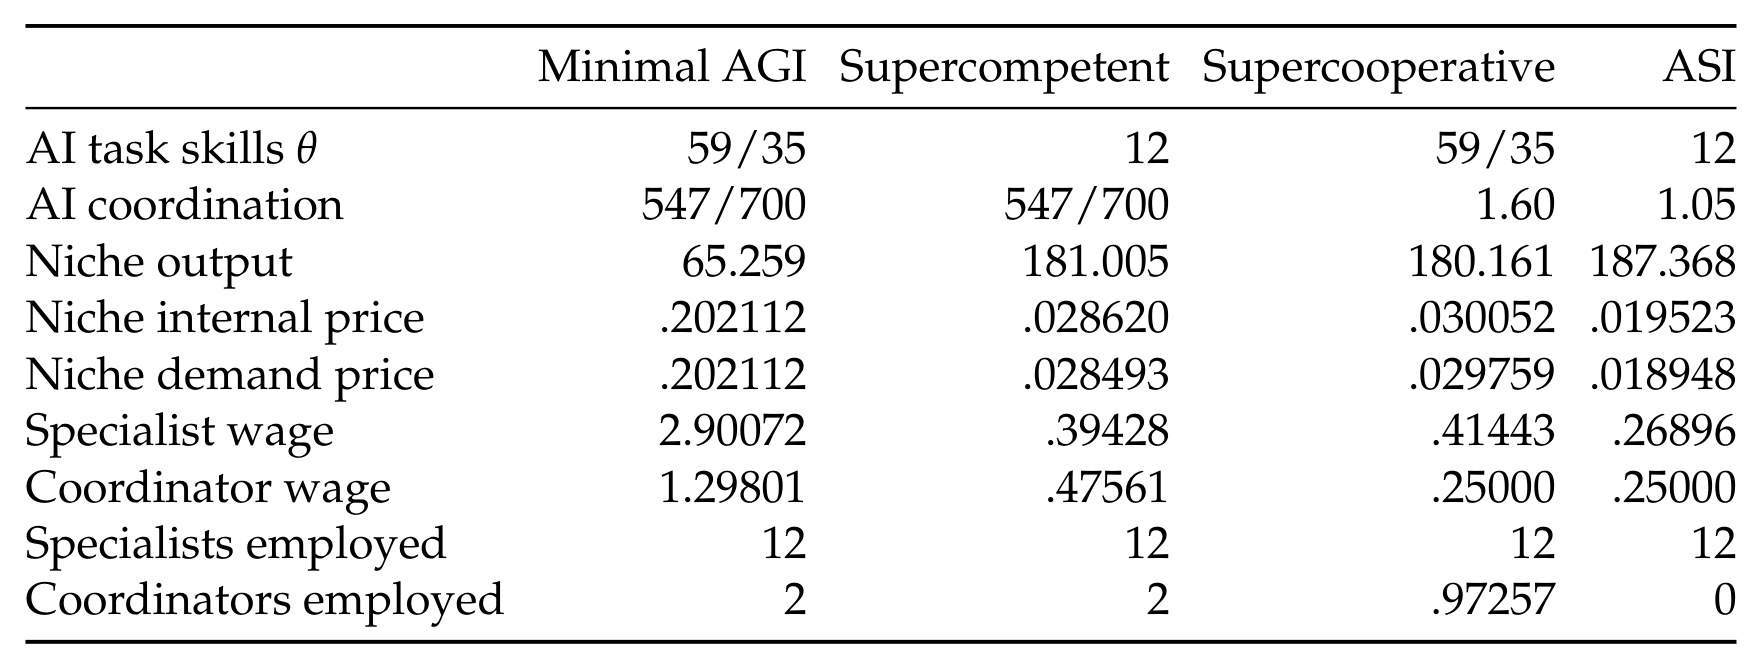 Minimal AGI Supercompetent Supercooperative ASI
AI task skills θ 59/35 12 59/35 12
AI coordination 547/700 547/700 1.60 1.05
Niche output 65.259 181.005 180.161 187.368
Niche internal price .202112 .028620 .030052 .019523
Niche demand price .202112 .028493 .029759 .018948
Specialist wage 2.90072 .39428 .41443 .26896
Coordinator wage 1.29801 .47561 .25000 .25000
Specialists employed 12 12 12 12
Coordinators employed 2 2 .97257 0